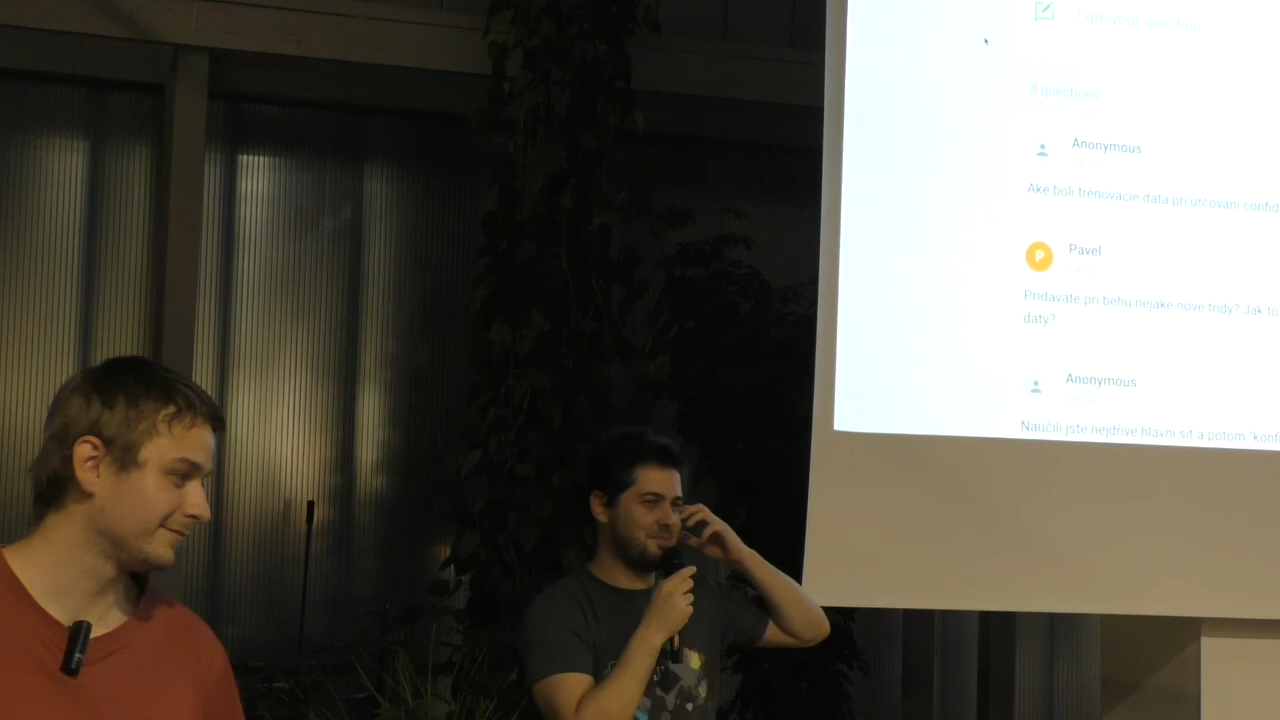 Type your question
8 questions
Anonymous
Ake boli trenovacie data pri urcovani confid
P
Pavel
Pridavate pri behu nejake nove tridy? Jak to
daty?
Anonymous
Naučili jste nejdrive hlavni sit a potom "konfi